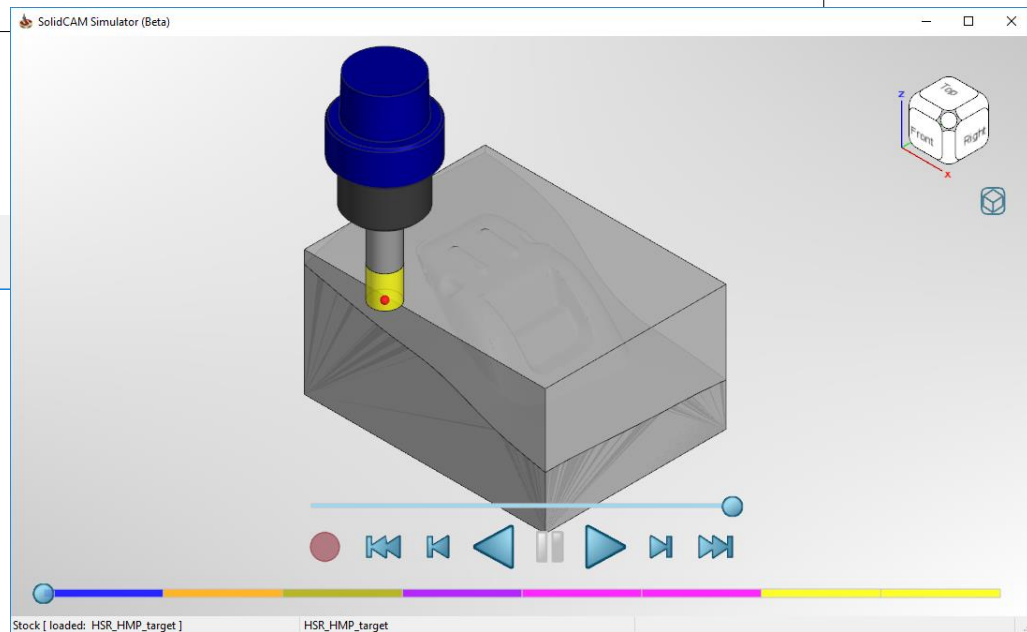 SolidCAM Simulator (Beta)
Top
Front
Right
z
x
Stock [ loaded: HSR_HMP_target ]
HSR_HMP_target